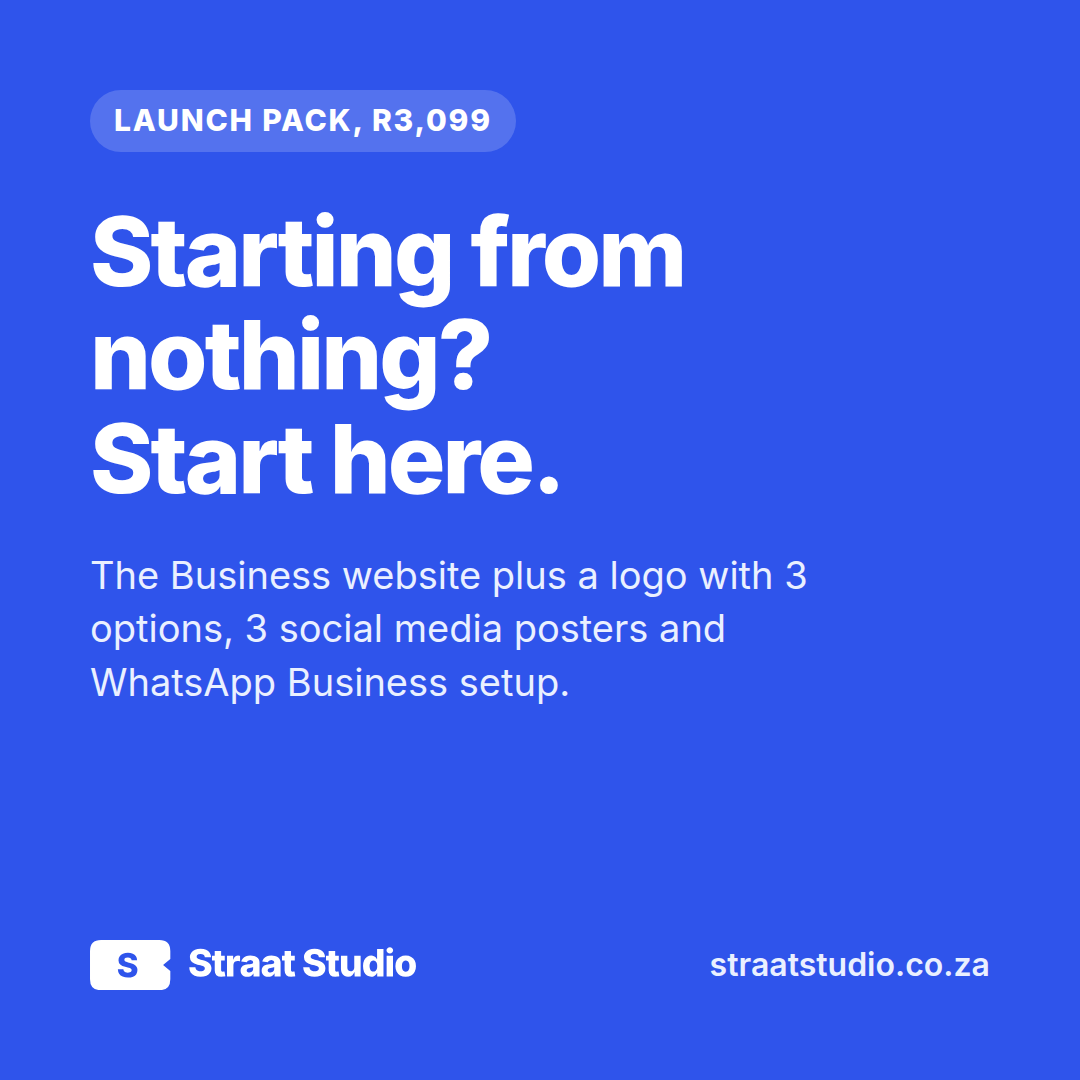 LAUNCH PACK, R3,099
Starting from
nothing?
Start here.
The Business website plus a logo with 3
options, 3 social media posters and
WhatsApp Business setup.
S Straat Studio
straatstudio.co.za